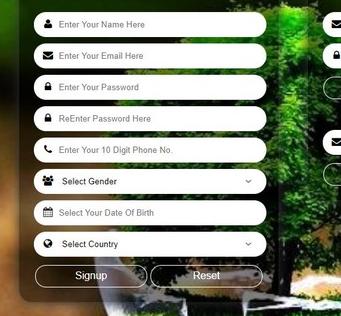 Enter Your Name Here
Enter Your Email Here
Enter Your Password
ReEnter Password Here
Enter Your 10 Digit Phone No.
Select Gender
Select Your Date Of Birth
Select Country
Signup Reset